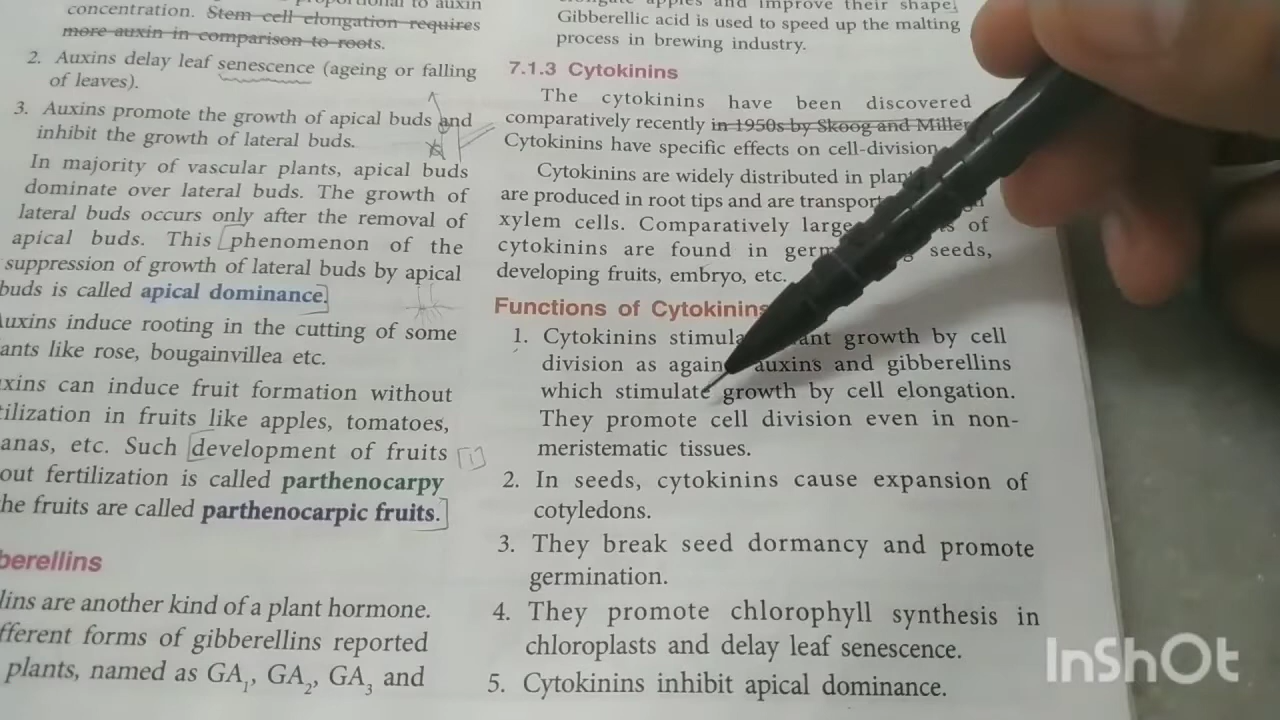 concentration. Stem cell elongation requires
more auxin in comparison to roots.
2. Auxins delay leaf senescence (ageing or falling
of leaves).
3. Auxins promote the growth of apical buds and
inhibit the growth of lateral buds.
In majority of vascular plants, apical buds
dominate over lateral buds. The growth of
lateral buds occurs only after the removal of
apical buds. This phenomenon of the
suppression of growth of lateral buds by apical
buds is called apical dominance.
Auxins induce rooting in the cutting of some
ants like rose, bougainvillea etc.
xins can induce fruit formation without
tilization in fruits like apples, tomatoes,
anas, etc. Such development of fruits
out fertilization is called parthenocarpy
he fruits are called parthenocarpic fruits.
berellins
lins are another kind of a plant hormone.
fferent forms of gibberellins reported
plants, named as GA1, GA2, GA3 and
apples and improve their shape.
Gibberellic acid is used to speed up the malting
process in brewing industry.
7.1.3 Cytokinins
The cytokinins have been discovered
comparatively recently in 1950s by Skoog and Miller
Cytokinins have specific effects on cell-division
Cytokinins are widely distributed in plan
are produced in root tips and are transport
xylem cells. Comparatively large of
cytokinins are found in germ seeds,
developing fruits, embryo, etc.
Functions of Cytokinins
1. Cytokinins stimula ant growth by cell
division as again auxins and gibberellins
which stimulate growth by cell elongation.
They promote cell division even in non-
meristematic tissues.
2. In seeds, cytokinins cause expansion of
cotyledons.
3. They break seed dormancy and promote
germination.
4. They promote chlorophyll synthesis in
chloroplasts and delay leaf senescence.
5. Cytokinins inhibit apical dominance.
InShOt